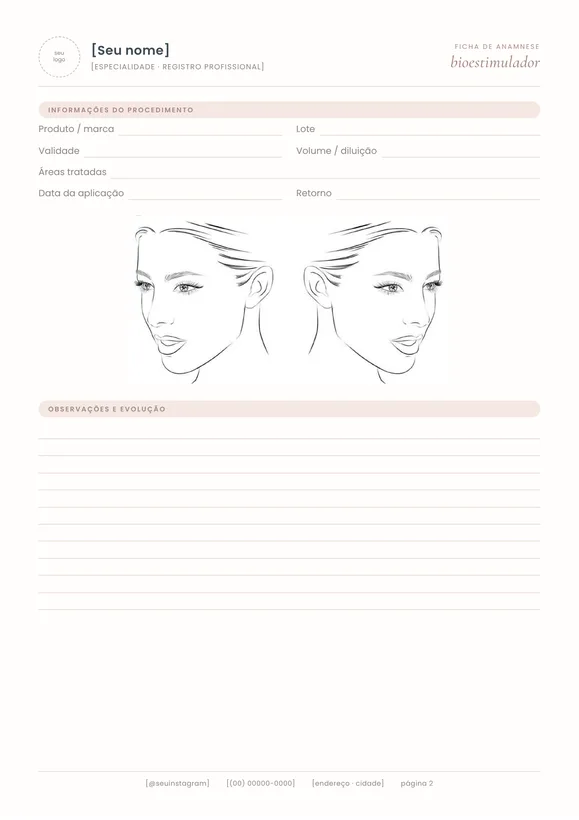 seu
logo
[Seu nome]
[ESPECIALIDADE · REGISTRO PROFISSIONAL]
FICHA DE ANAMNESE
bioestimulador
INFORMAÇÕES DO PROCEDIMENTO
Produto / marca
Lote
Validade
Volume / diluição
Áreas tratadas
Data da aplicação
Retorno
OBSERVAÇÕES E EVOLUÇÃO
[@seuinstagram] [(00) 00000-0000] [endereço · cidade] página 2